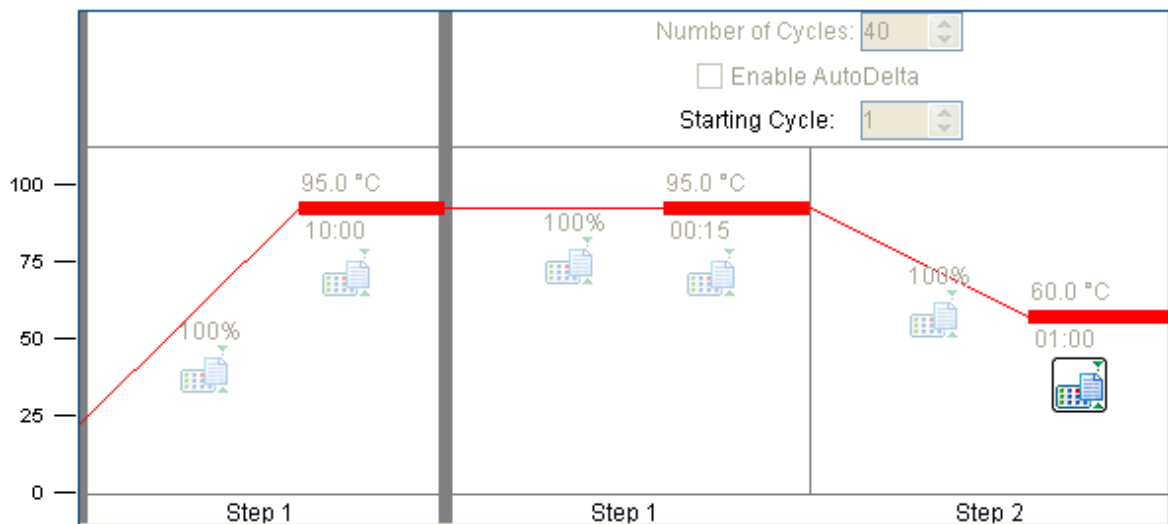 Number of Cycles: 40
Enable AutoDelta
Starting Cycle: 1
100
95.0 °C
95.0 °C
10:00
100%
00:15
75
100%
60.0 °C
50
100%
01:00
25
0
Step 1
Step 1
Step 2